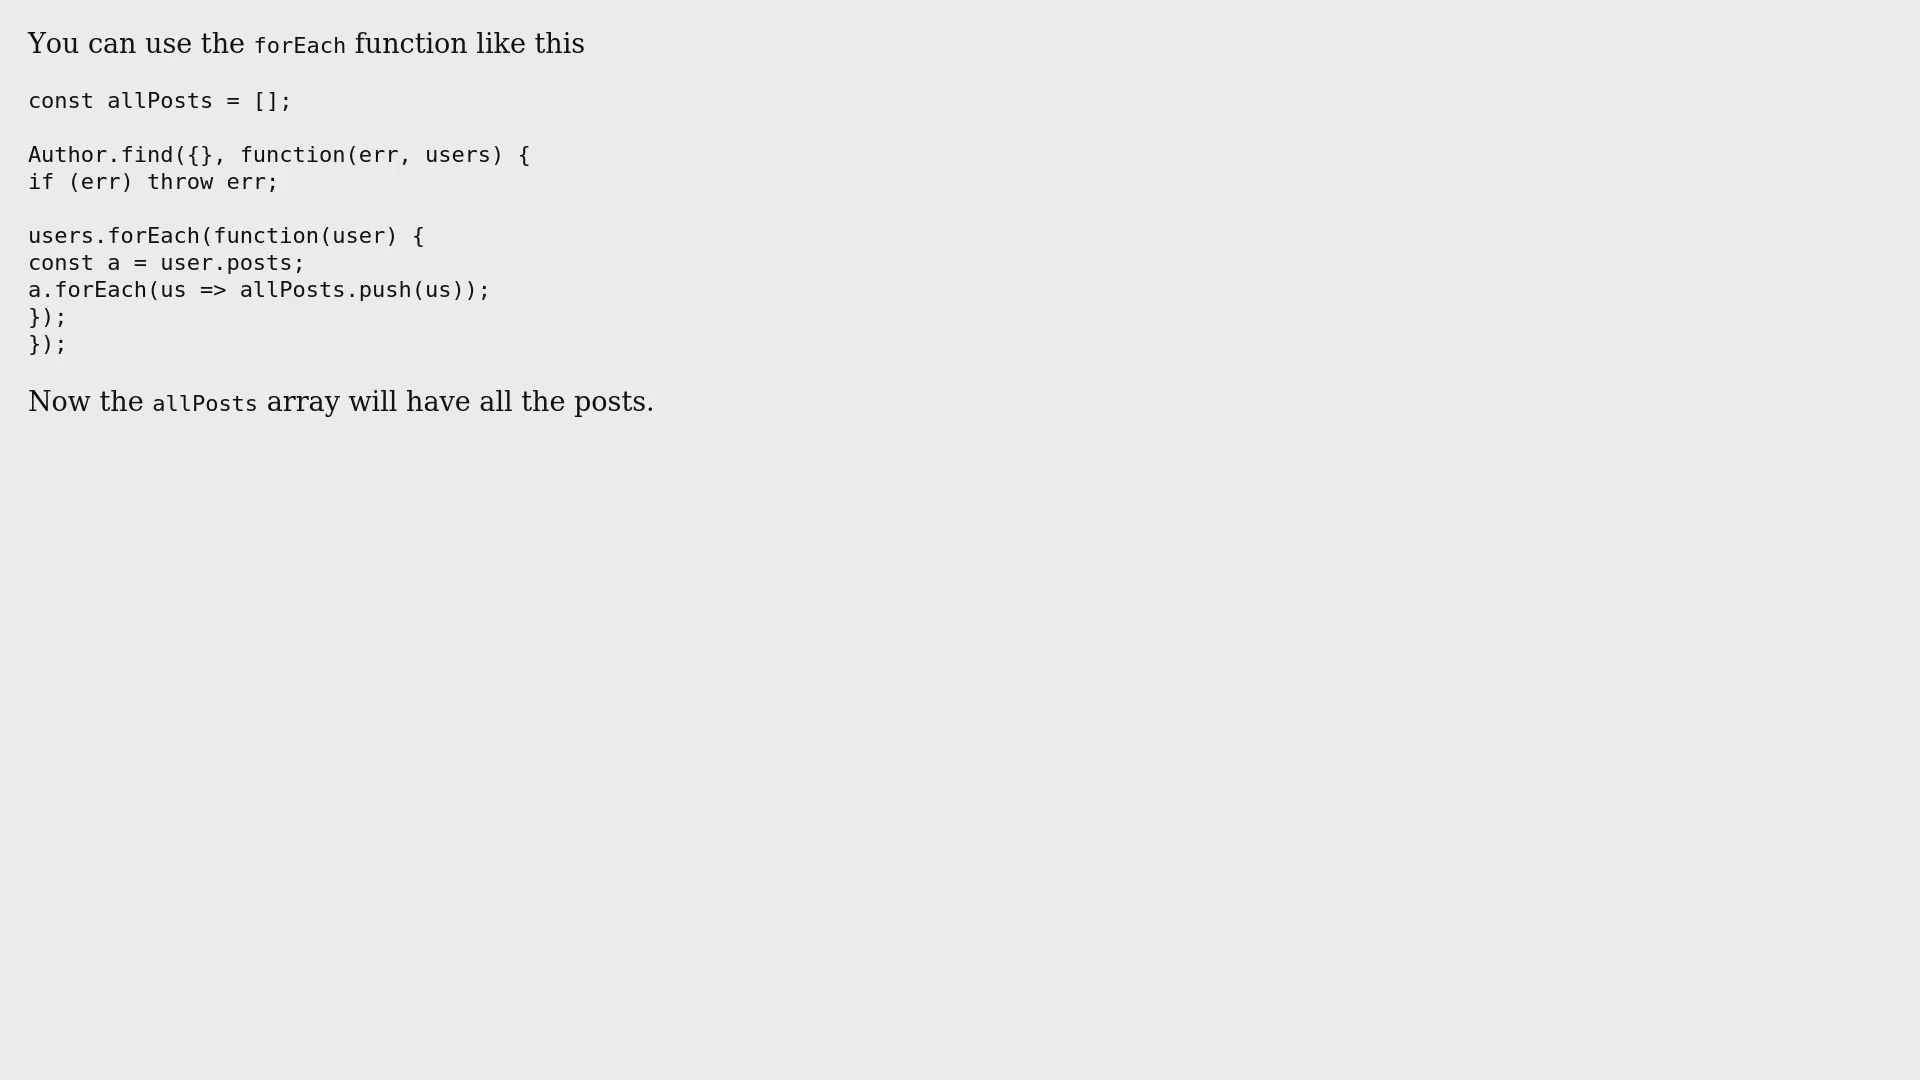 You can use the forEach function like this
const allPosts = [];
Author.find({}, function(err, users) {
if (err) throw err;
users.forEach(function(user) {
const a = user.posts;
a.forEach(us => allPosts.push(us));
});
});
Now the allPosts array will have all the posts.